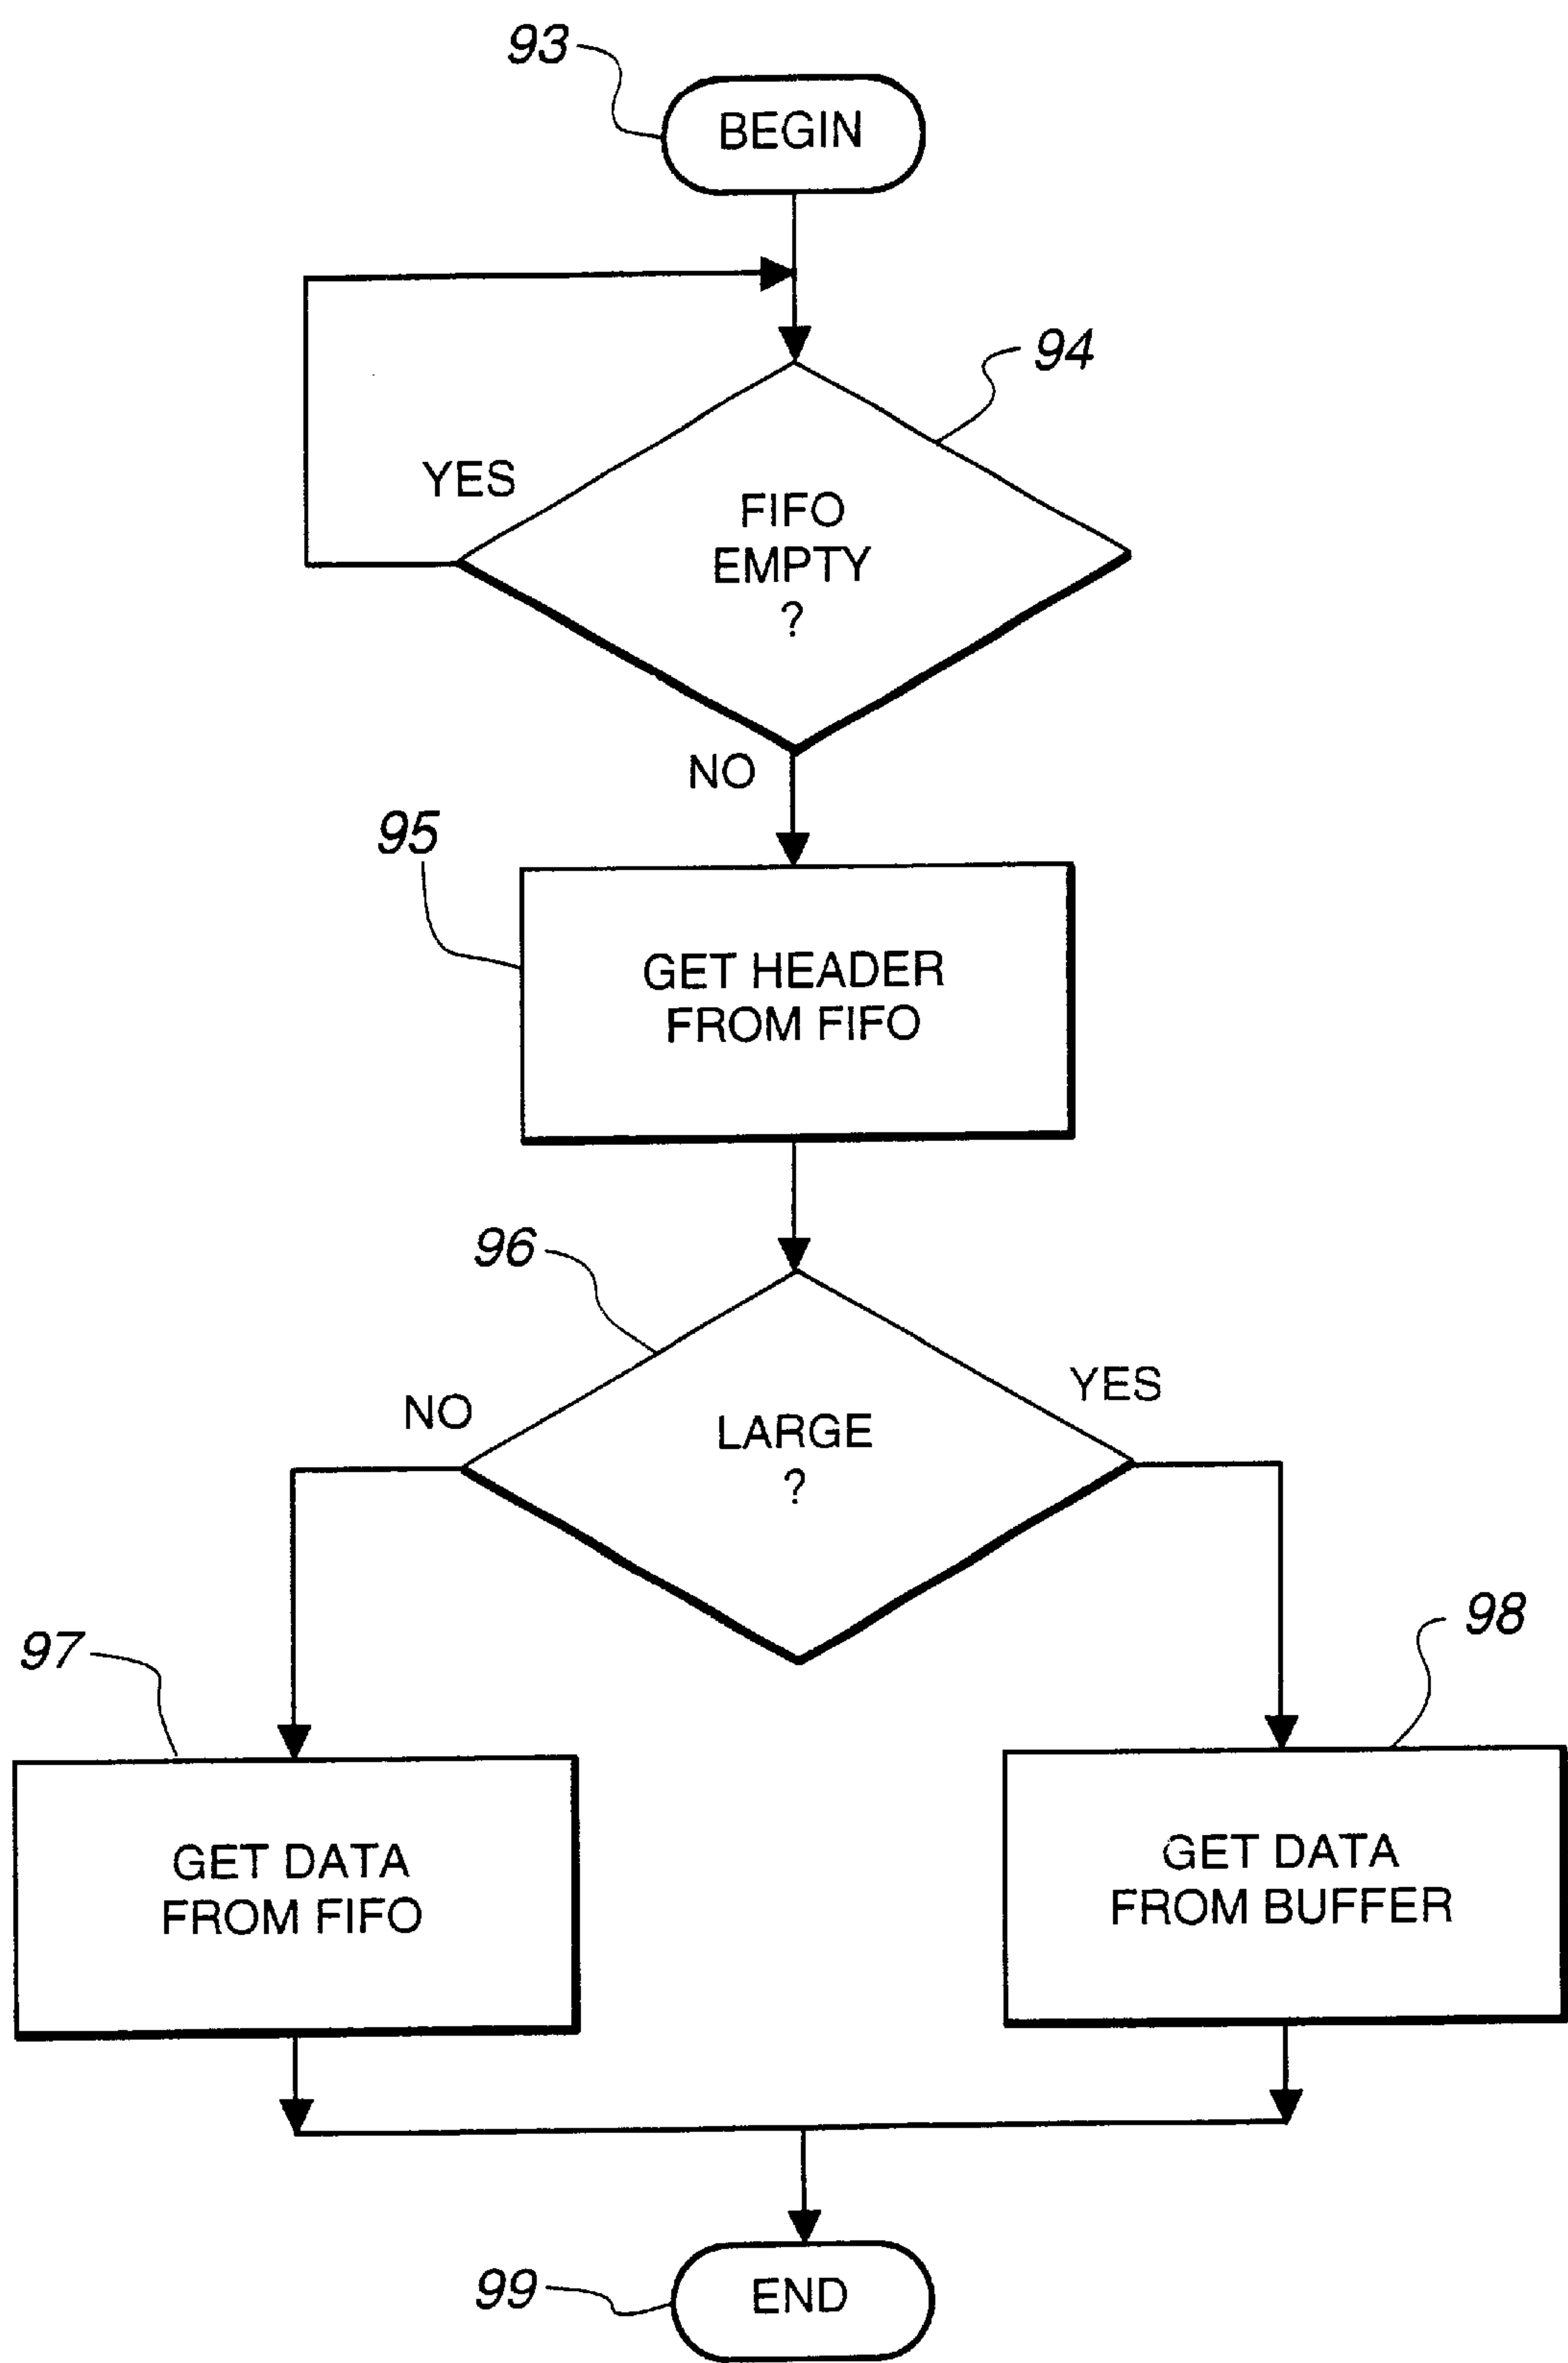 93
BEGIN
94
YES
FIFO
EMPTY
?
NO
95
GET HEADER
FROM FIFO
96
NO
YES
LARGE
?
97
98
GET DATA
FROM FIFO
GET DATA
FROM BUFFER
99
END